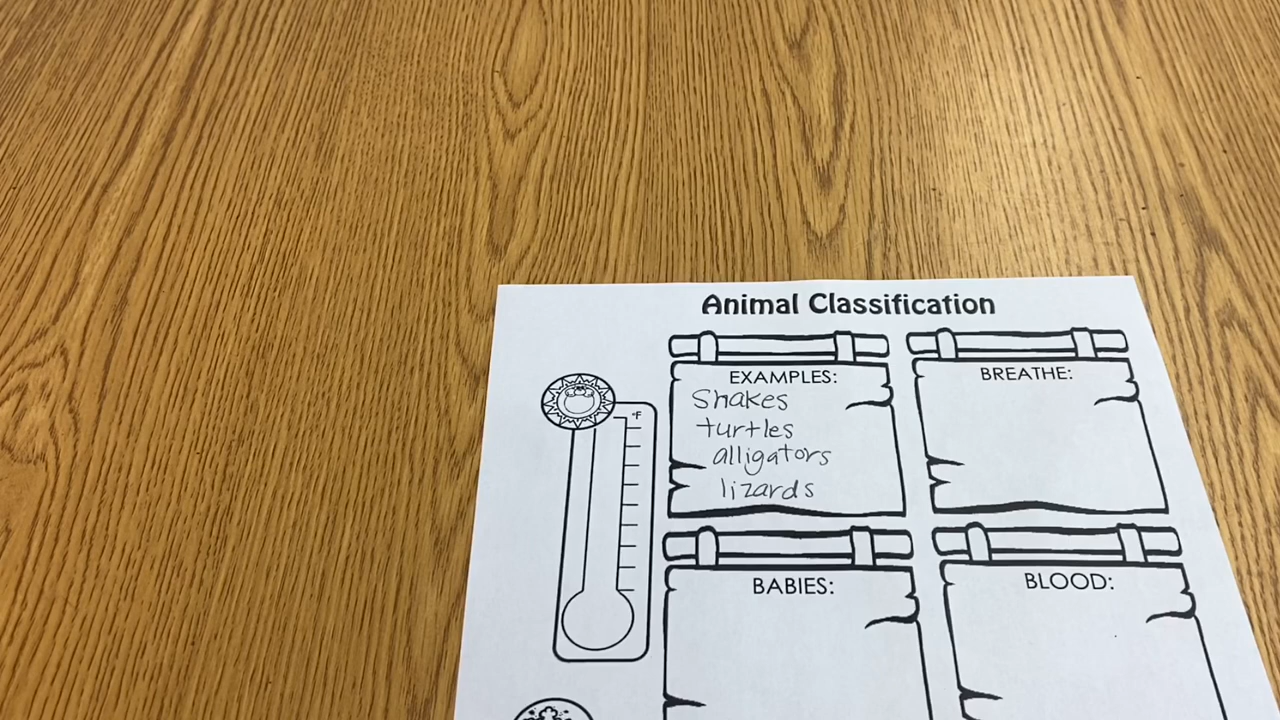 Animal Classification
EXAMPLES:
Snakes
turtles
alligators
lizards
BREATHE:
°F
BABIES:
BLOOD: